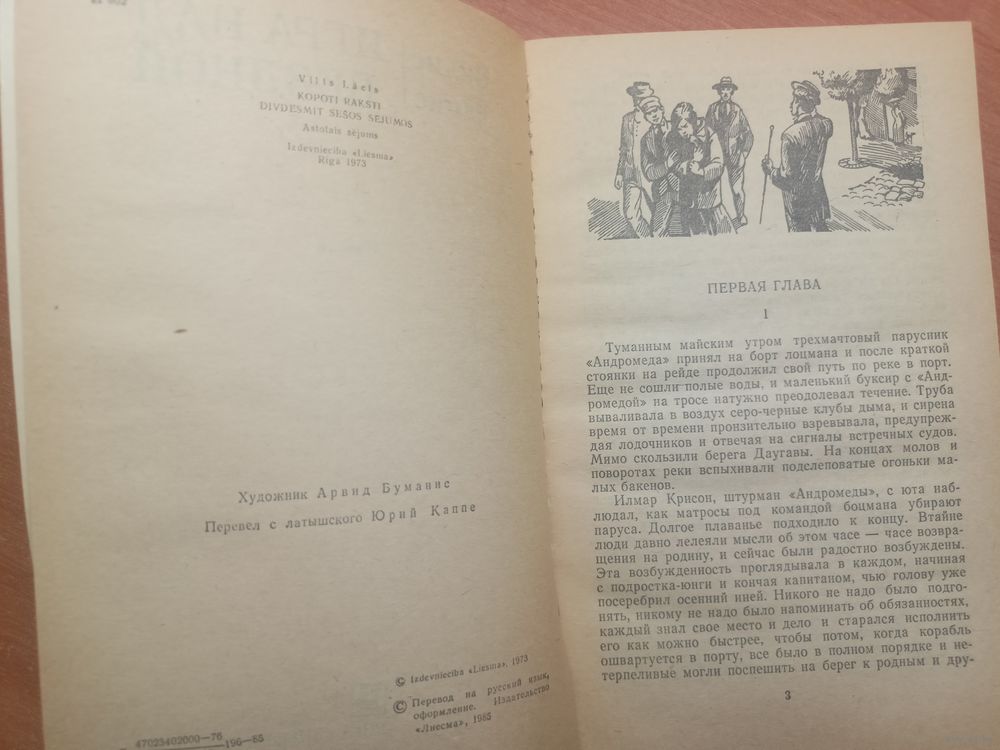 Vilis Lācis
KOPOTI RAKSTI
DIVDESMIT SEŠOS SĒJUMOS
Astotais sējums
Izdevniecība «Liesma»
Rīgā 1973
Художник Арвид Буманис
Перевел с латышского Юрий Каппе
© Izdevniecība «Liesma», 1973
© Перевод на русский язык,
оформление. Издательство
«Лиесма», 1985
47023402000—76
196—85
ПЕРВАЯ ГЛАВА
1
Туманным майским утром трехмачтовый парусник
«Андромеда» принял на борт лоцмана и после краткой
стоянки на рейде продолжил свой путь по реке в порт.
Еще не сошли полые воды, и маленький буксир с «Анд-
ромедой» на тросе натужно преодолевал течение. Труба
вываливала в воздух серо-черные клубы дыма, и сирена
время от времени пронзительно взревывала, предупреж-
дая лодочников и отвечая на сигналы встречных судов.
Мимо скользили берега Даугавы. На концах молов и
поворотах реки вспыхивали подслеповатые огоньки ма-
лых бакенов.
Илмар Крисон, штурман «Андромеды», с юта наб-
людал, как матросы под командой боцмана убирают
паруса. Долгое плаванье подходило к концу. Втайне
люди давно лелеяли мысли об этом часе — часе возвра-
щения на родину, и сейчас были радостно возбуждены.
Эта возбужденность проглядывала в каждом, начиная
с подростка-юнги и кончая капитаном, чью голову уже
посеребрил осенний иней. Никого не надо было подго-
нять, никому не надо было напоминать об обязанностях,
каждый знал свое место и дело и старался исполнить
его как можно быстрее, чтобы потом, когда корабль
ошвартуется в порту, все было в полном порядке и не-
терпеливые могли поспешить на берег к родным и дру-
3